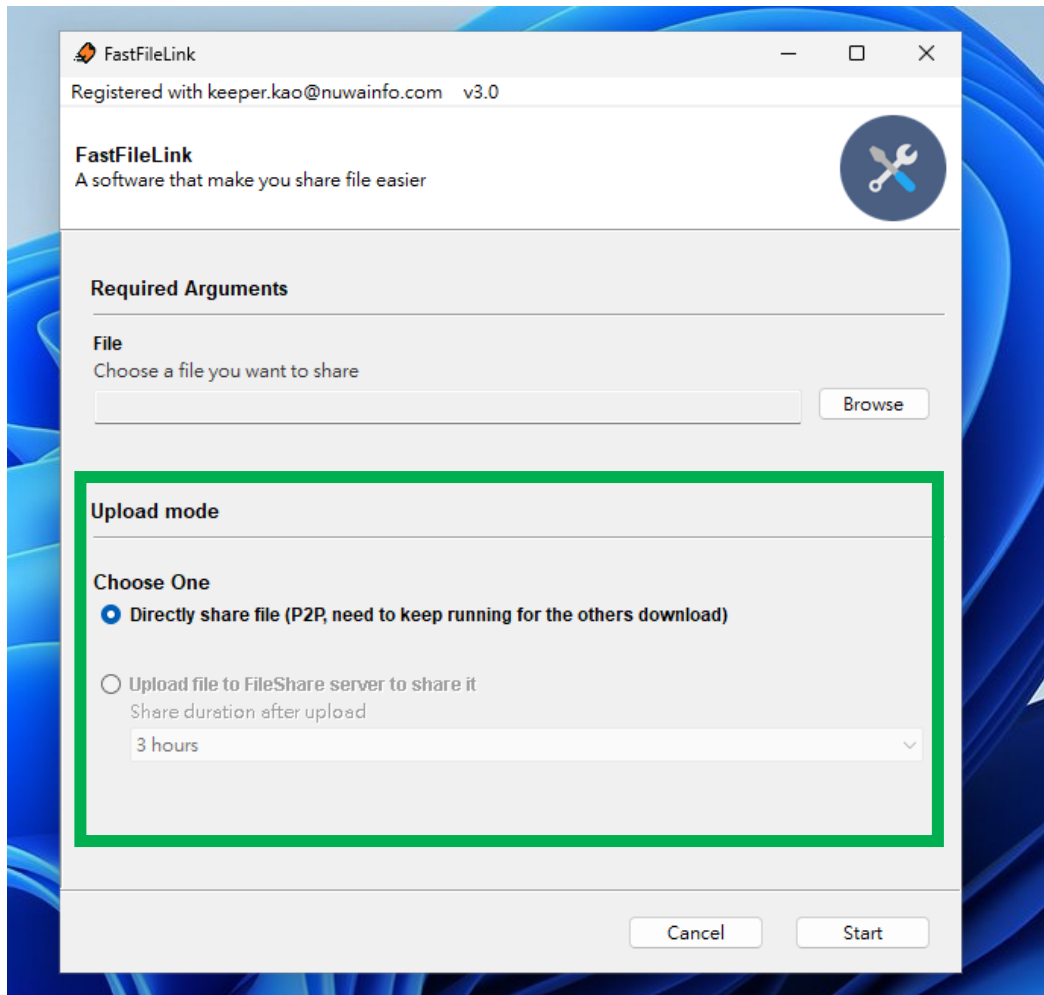 FastFileLink
Registered with keeper.kao@nuwainfo.com v3.0
FastFileLink
A software that make you share file easier
Required Arguments
File
Choose a file you want to share
Browse
Upload mode
Choose One
Directly share file (P2P, need to keep running for the others download)
Upload file to FileShare server to share it
Share duration after upload
3 hours
Cancel Start